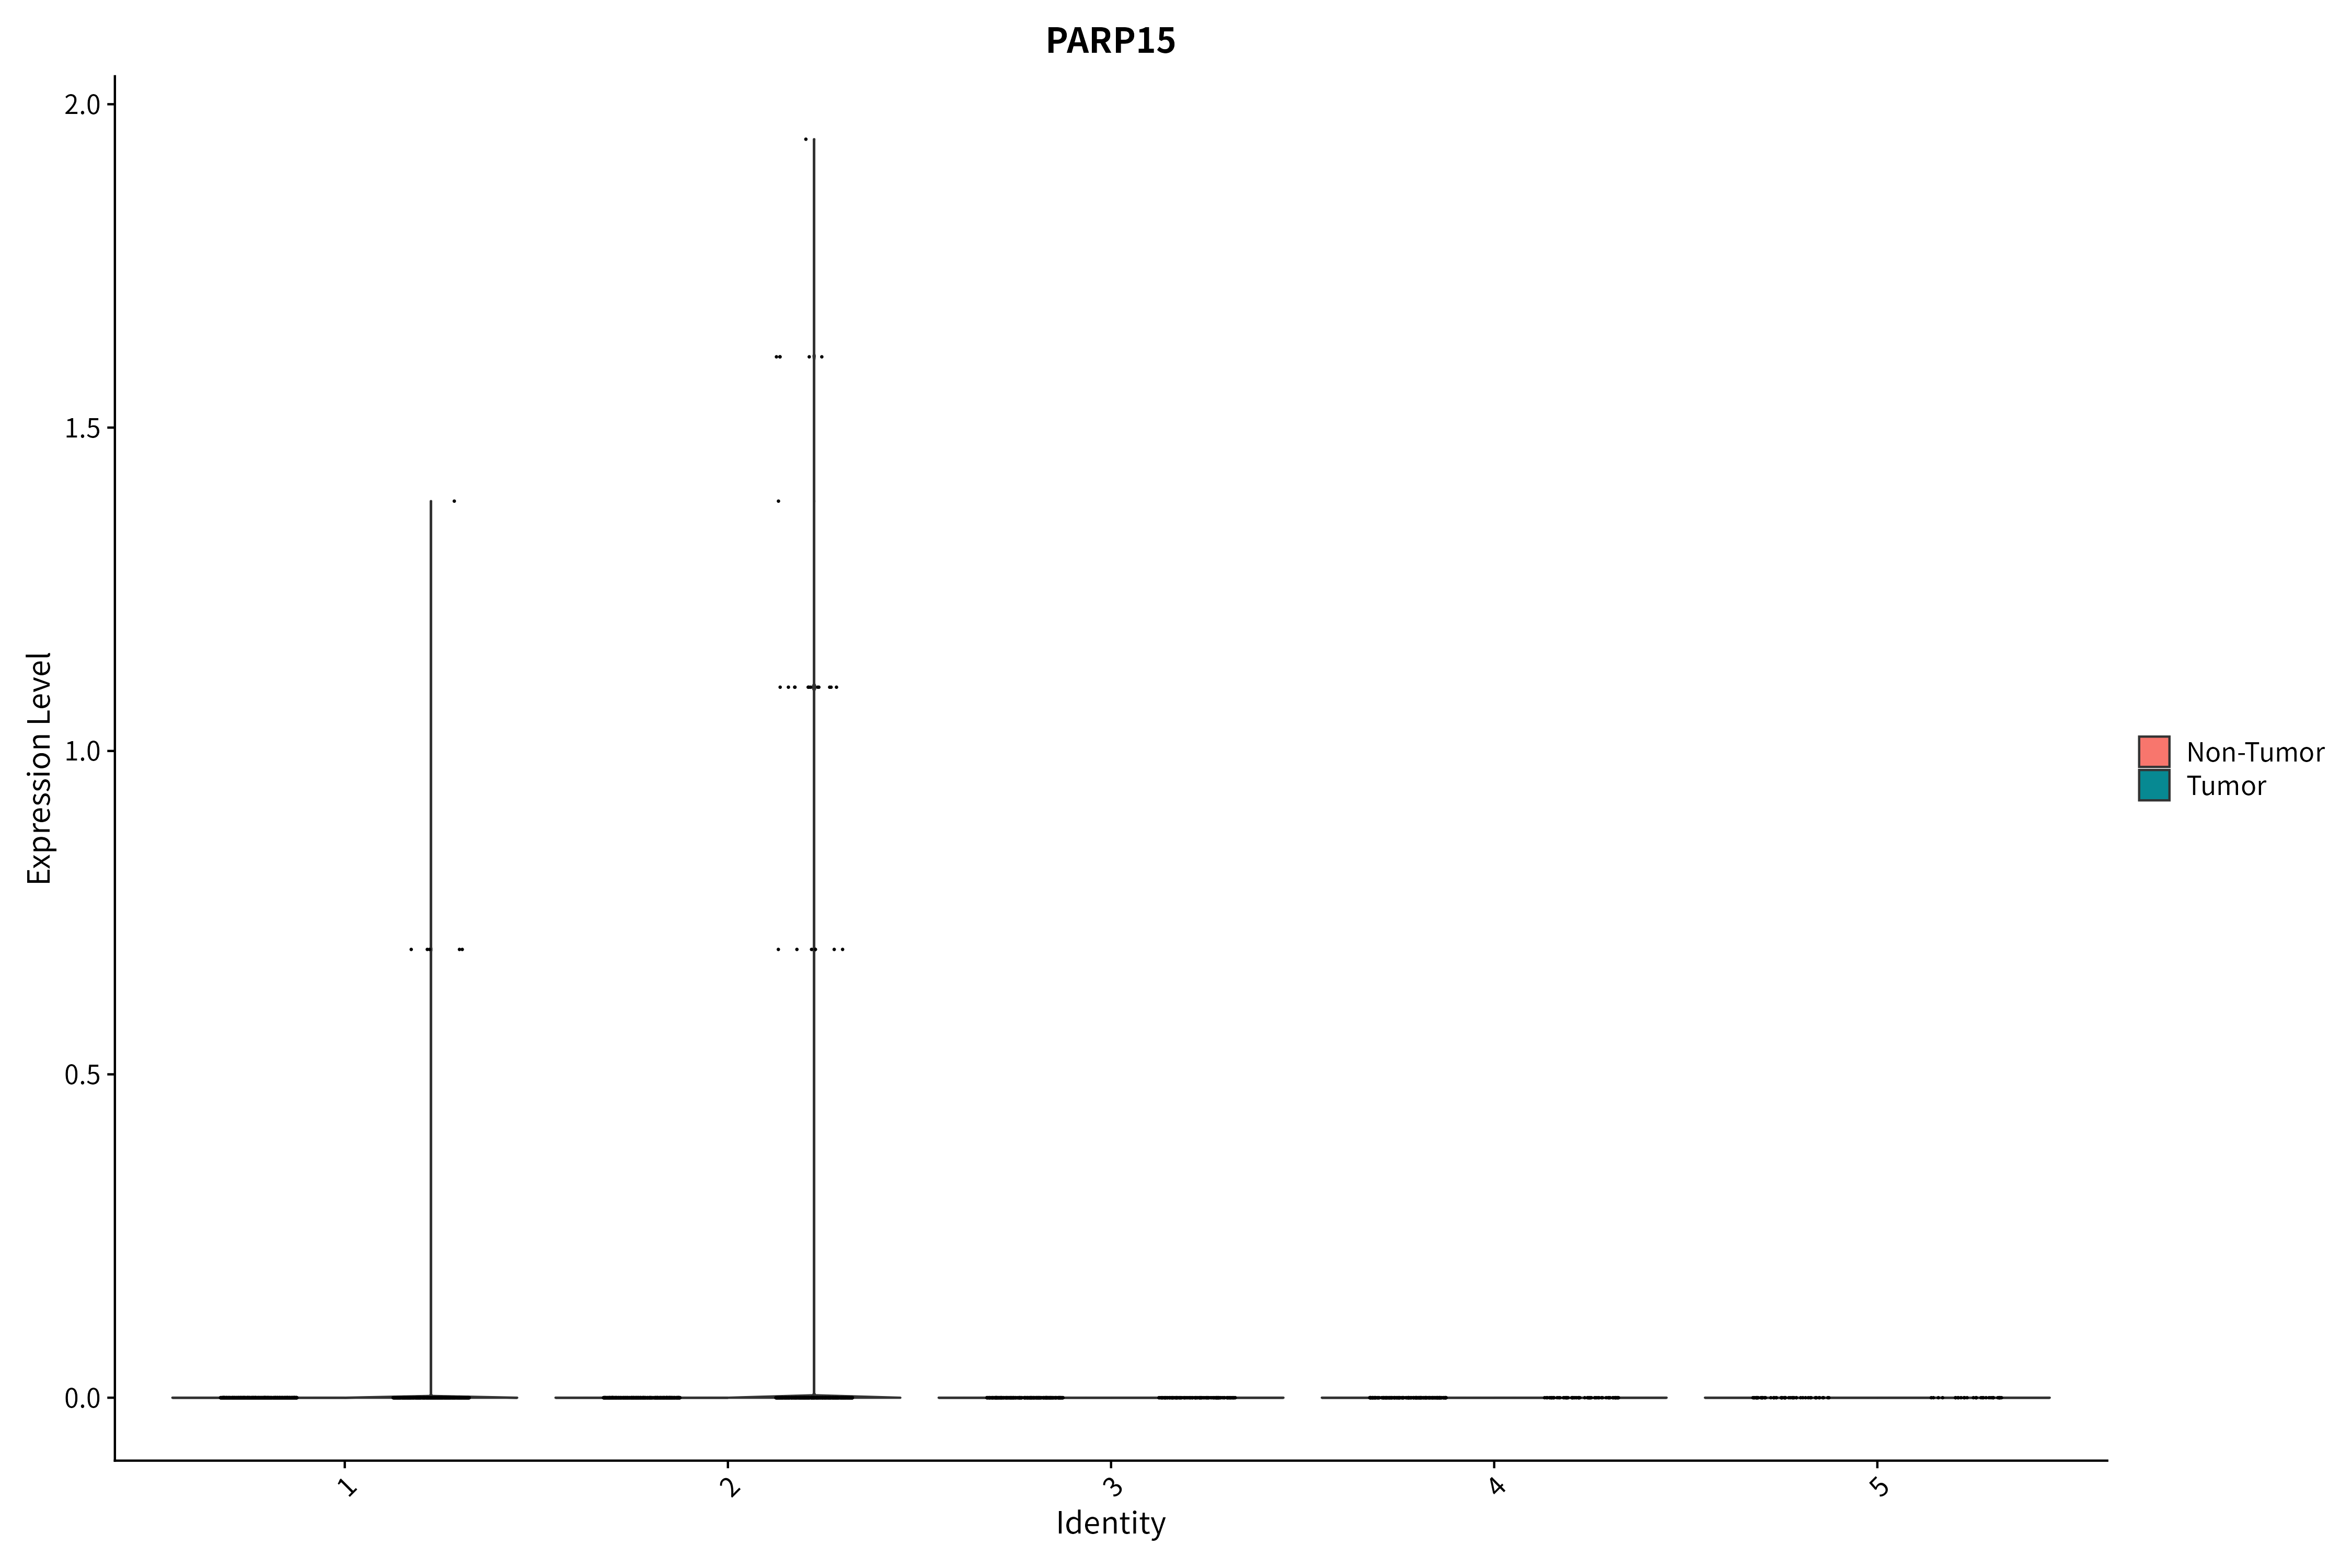 PARP15
2.0
1.5
1.0
0.5
0.0
Expression Level
1
2
3
4
5
Identity
Non-Tumor
Tumor